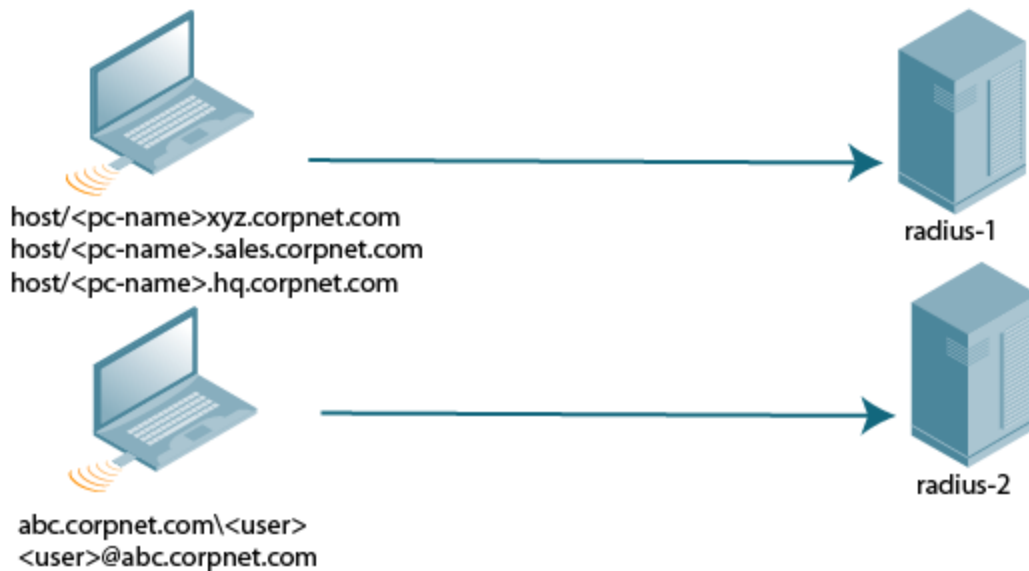 host/<pc-name>xyz.corpnet.com
host/<pc-name>.sales.corpnet.com
host/<pc-name>.hq.corpnet.com
radius-1
abc.corpnet.com\<user>
<user>@abc.corpnet.com
radius-2